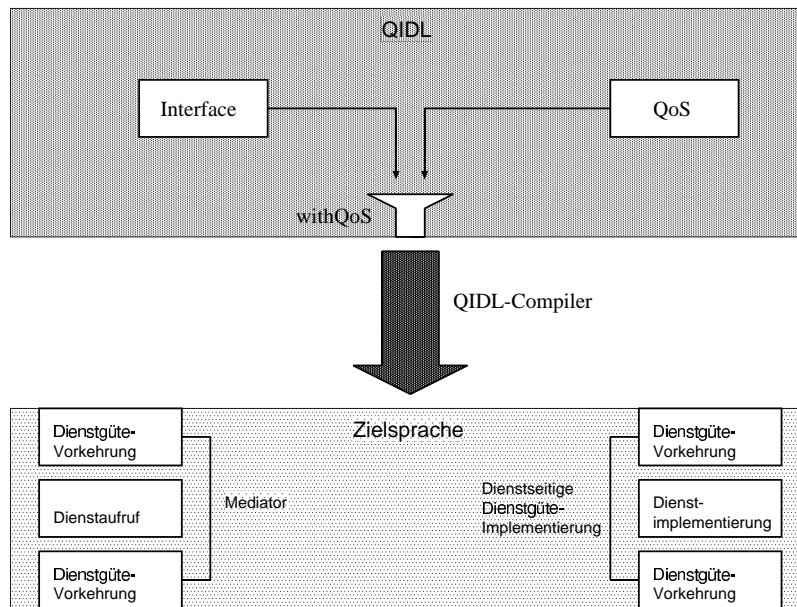 QIDL
Interface
QoS
withQoS
QIDL-Compiler
Zielsprache
Dienstgüte-
Vorkehrung
Dienstaufruf
Dienstgüte-
Vorkehrung
Mediator
Dienstseitige
Dienstgüte-
Implementierung
Dienstgüte-
Vorkehrung
Dienst-
implementierung
Dienstgüte-
Vorkehrung